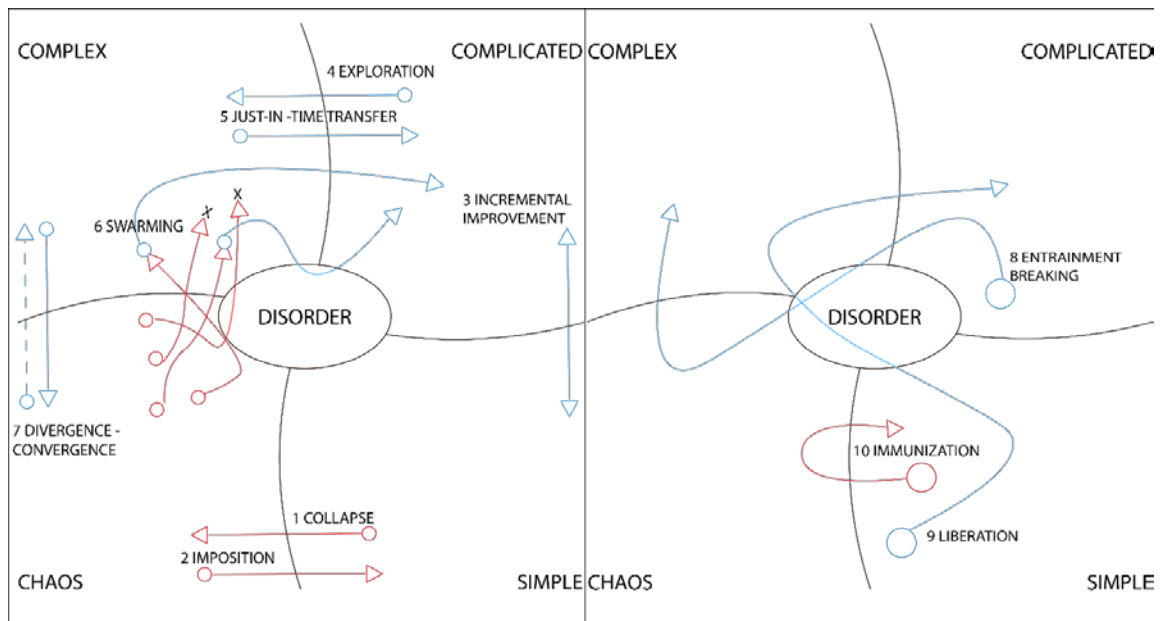 COMPLEX
COMPLICATED
4 EXPLORATION
5 JUST-IN -TIME TRANSFER
X
X
3 INCREMENTAL
IMPROVEMENT
6 SWARMING
DISORDER
7 DIVERGENCE -
CONVERGENCE
1 COLLAPSE
2 IMPOSITION
CHAOS
SIMPLE
COMPLEX
COMPLICATED
8 ENTRAINMENT
BREAKING
DISORDER
10 IMMUNIZATION
9 LIBERATION
CHAOS
SIMPLE